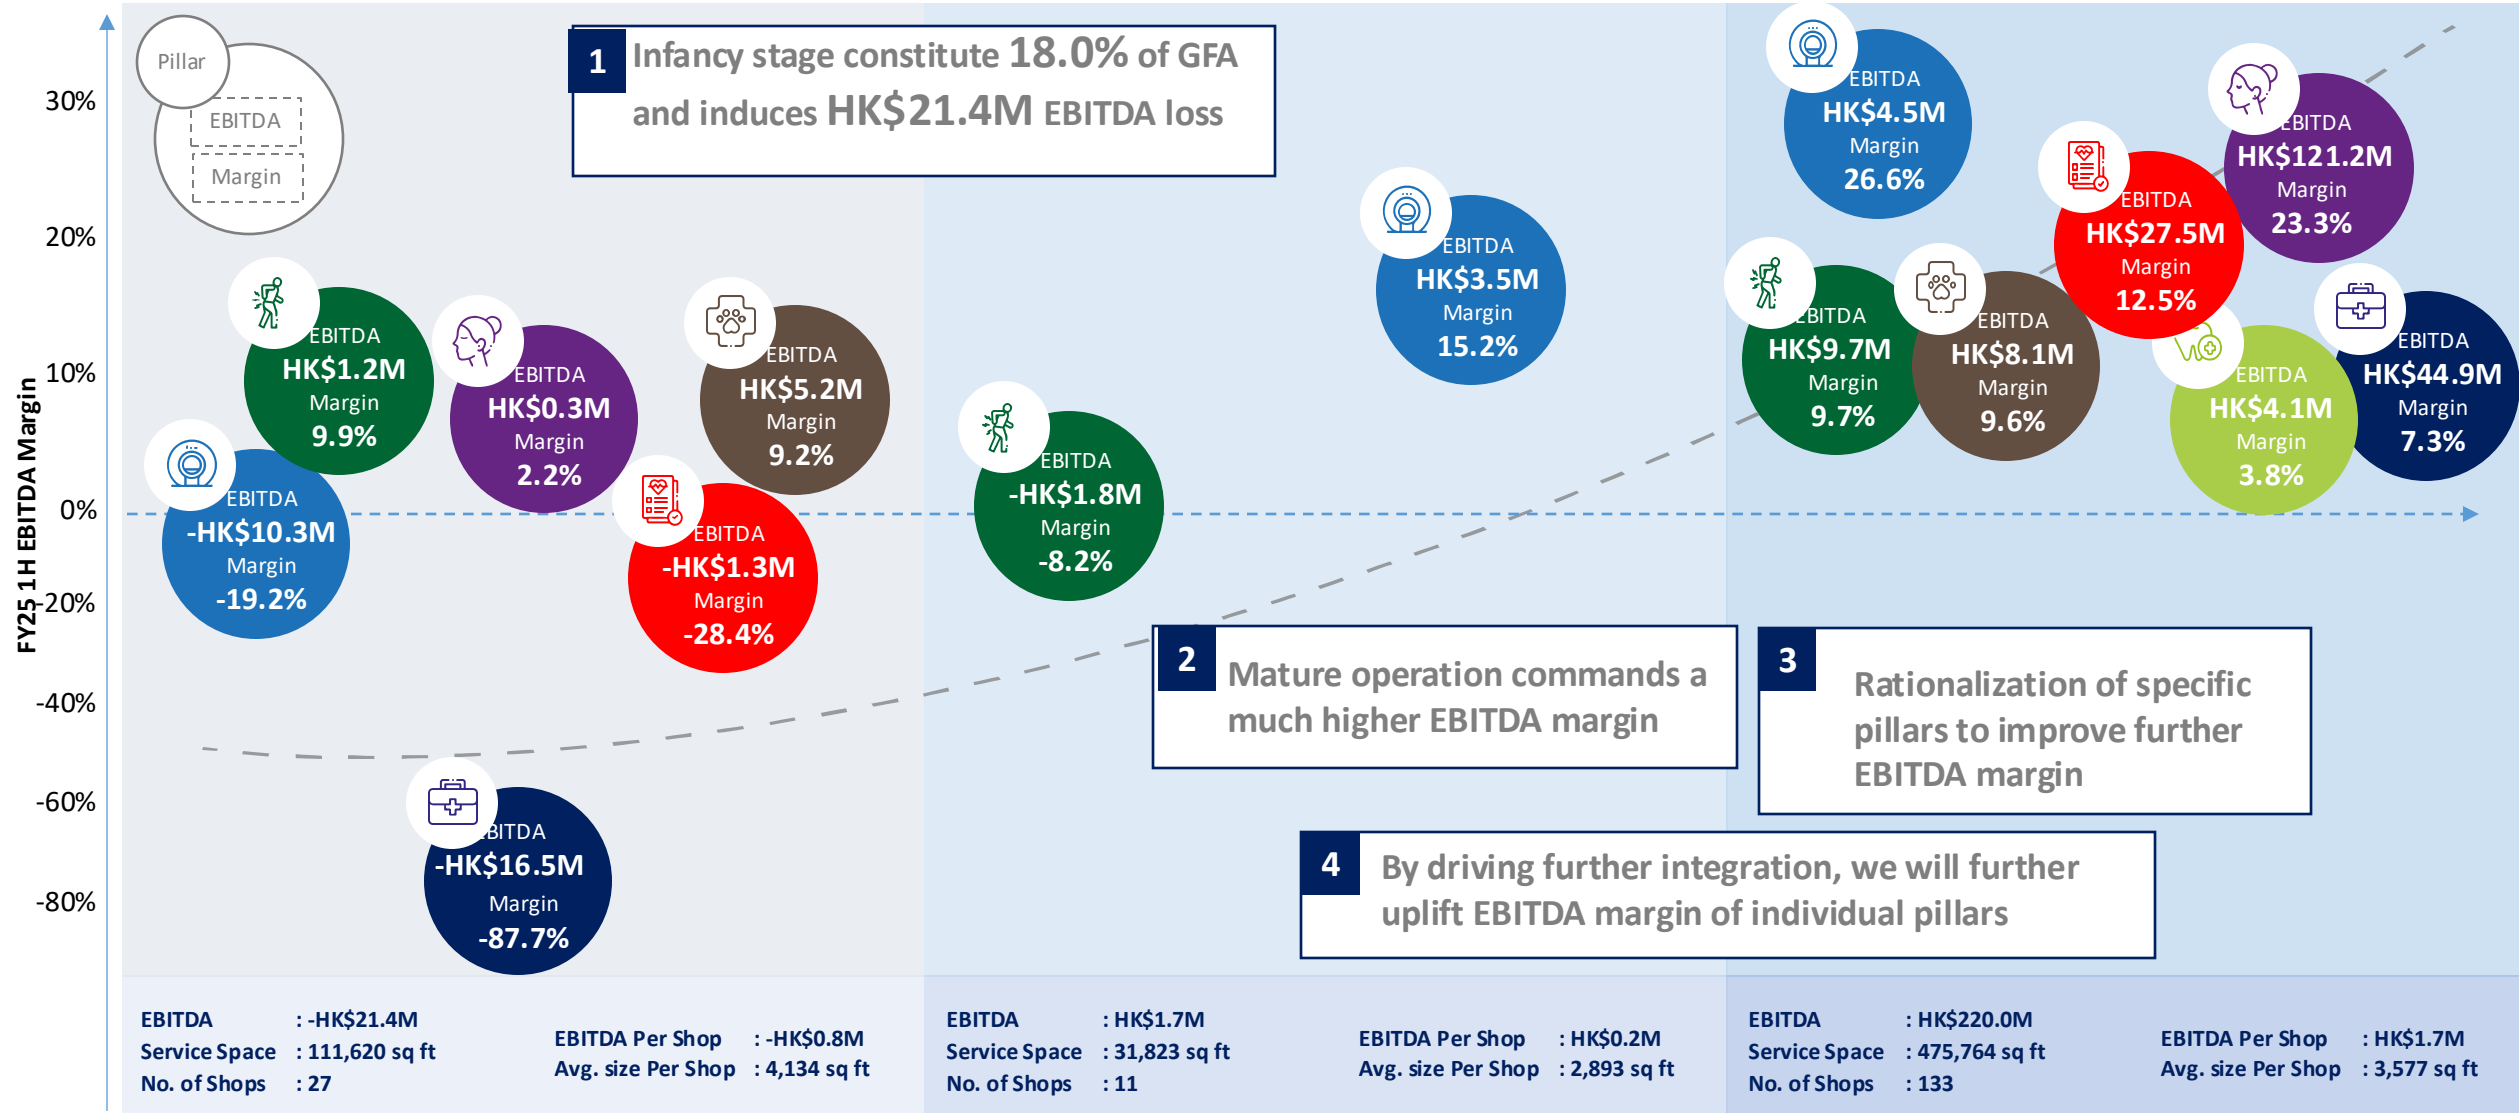 Pillar
EBITDA
Margin
1
Infancy stage constitute 18.0% of GFA
and induces HK$21.4M EBITDA loss
FY25 1H EBITDA Margin
30%
20%
10%
0%
-20%
-40%
-60%
-80%
EBITDA
-HK$10.3M
Margin
-19.2%
EBITDA
HK$1.2M
Margin
9.9%
EBITDA
HK$0.3M
Margin
2.2%
EBITDA
HK$5.2M
Margin
9.2%
EBITDA
-HK$1.3M
Margin
-28.4%
EBITDA
-HK$16.5M
Margin
-87.7%
EBITDA
-HK$1.8M
Margin
-8.2%
EBITDA
HK$3.5M
Margin
15.2%
EBITDA
HK$4.5M
Margin
26.6%
EBITDA
HK$9.7M
Margin
9.7%
EBITDA
HK$8.1M
Margin
9.6%
EBITDA
HK$27.5M
Margin
12.5%
EBITDA
HK$121.2M
Margin
23.3%
EBITDA
HK$4.1M
Margin
3.8%
EBITDA
HK$44.9M
Margin
7.3%
2
Mature operation commands a
much higher EBITDA margin
3
Rationalization of specific
pillars to improve further
EBITDA margin
4
By driving further integration, we will further
uplift EBITDA margin of individual pillars
EBITDA : -HK$21.4M
Service Space : 111,620 sq ft
No. of Shops : 27
EBITDA Per Shop : -HK$0.8M
Avg. size Per Shop : 4,134 sq ft
EBITDA : HK$1.7M
Service Space : 31,823 sq ft
No. of Shops : 11
EBITDA Per Shop : HK$0.2M
Avg. size Per Shop : 2,893 sq ft
EBITDA : HK$220.0M
Service Space : 475,764 sq ft
No. of Shops : 133
EBITDA Per Shop : HK$1.7M
Avg. size Per Shop : 3,577 sq ft